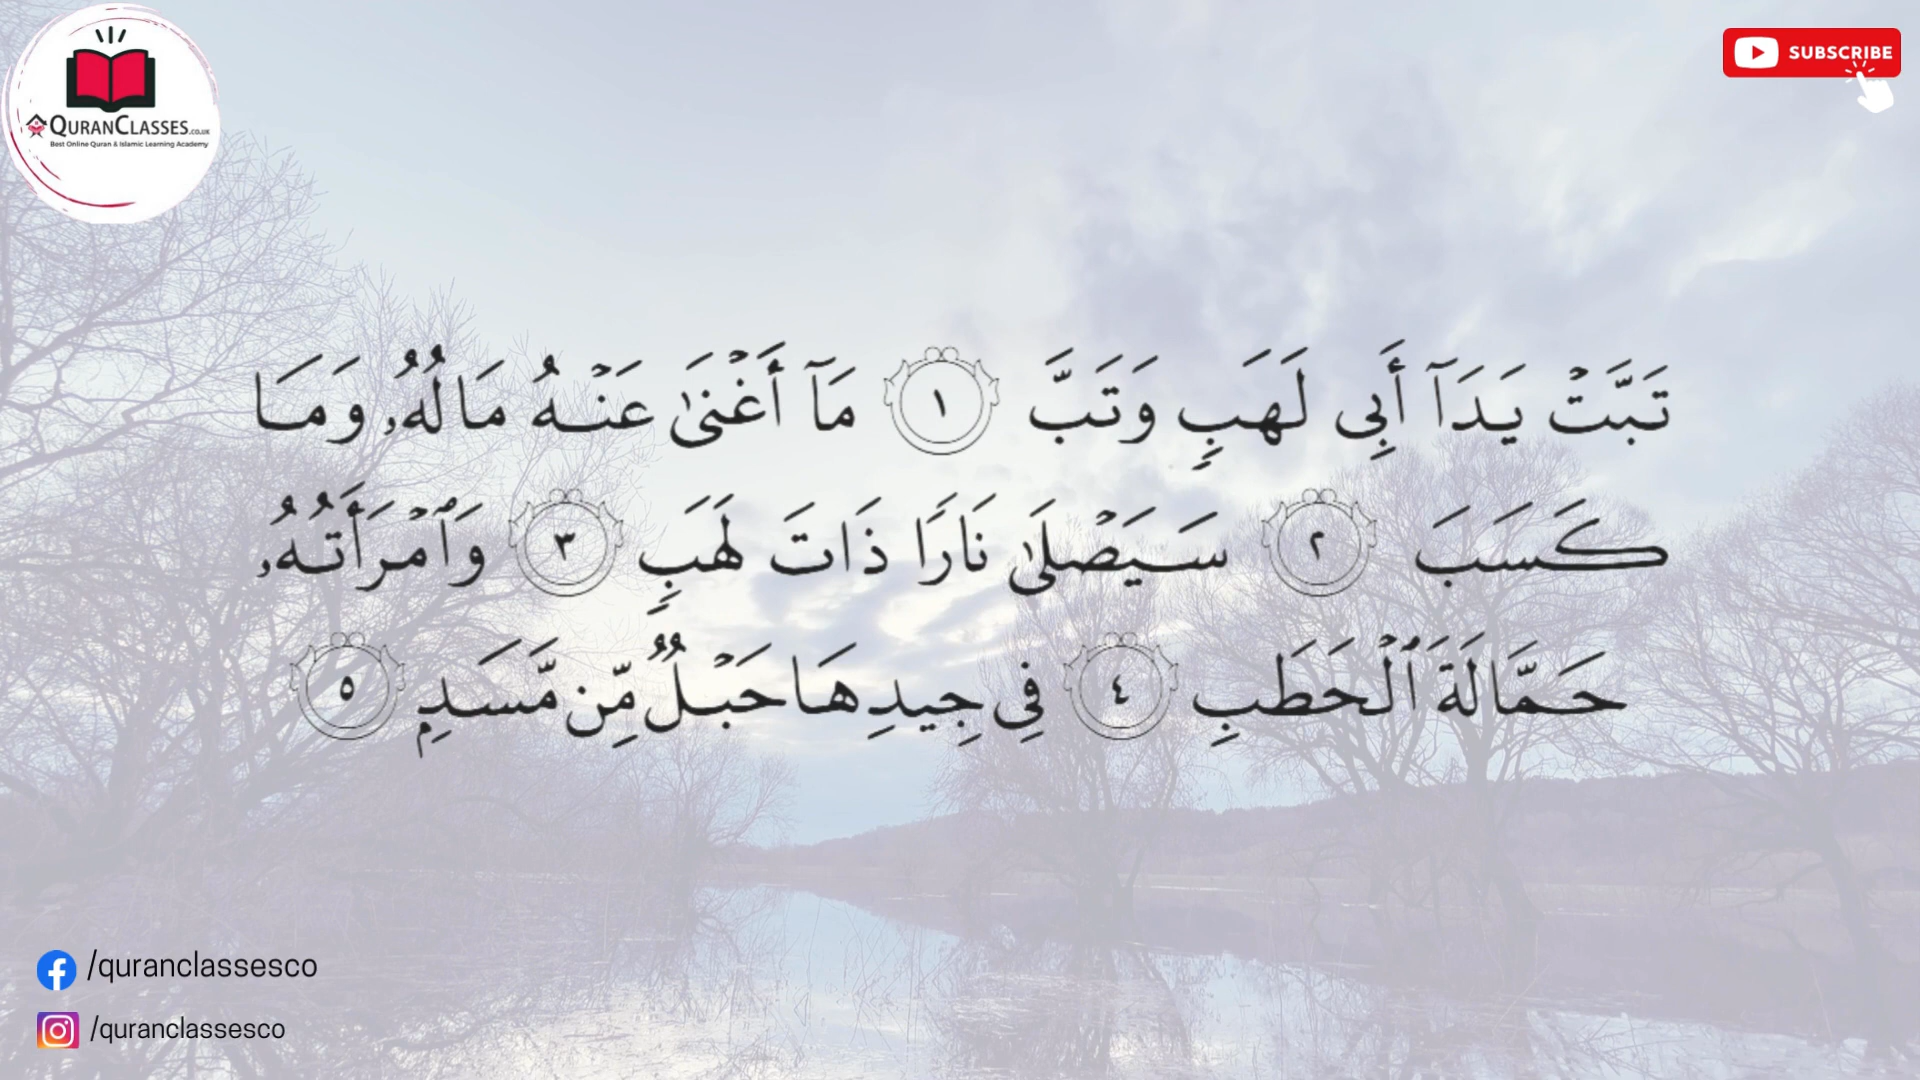 QURANCLASSES.CO.UK
Best Online Quran & Islamic Learning Academy
SUBSCRIBE
تَبَّتۡ يَدَآ أَبِي لَهَبٖ وَتَبَّ ١ مَآ أَغۡنَىٰ عَنۡهُ مَالُهُۥ وَمَا
كَسَبَ ٢ سَيَصۡلَىٰ نَارٗا ذَاتَ لَهَبٖ ٣ وَٱمۡرَأَتُهُۥ
حَمَّالَةَ ٱلۡحَطَبِ ٤ فِي جِيدِهَا حَبۡلٞ مِّن مَّسَدِۭ ٥
/quranclassesco
/quranclassesco